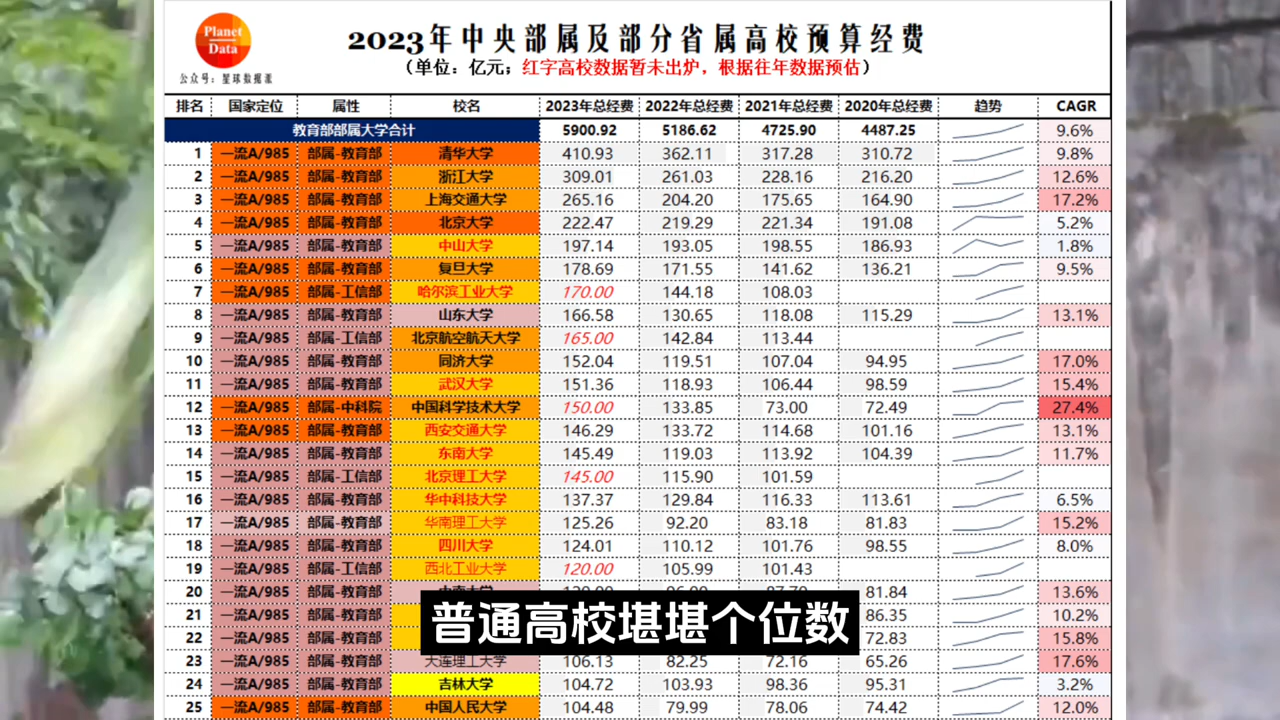 Planet
Data
公众号：星球数据派
2023年中央部属及部分省属高校预算经费
（单位：亿元；红字高校数据暂未出炉，根据往年数据预估）
排名 国家定位 属性 校名 2023年总经费 2022年总经费 2021年总经费 2020年总经费 趋势 CAGR
教育部部属大学合计 5900.92 5186.62 4725.90 4487.25 9.6%
1 一流A/985 部属-教育部 清华大学 410.93 362.11 317.28 310.72 9.8%
2 一流A/985 部属-教育部 浙江大学 309.01 261.03 228.16 216.20 12.6%
3 一流A/985 部属-教育部 上海交通大学 265.16 204.20 175.65 164.90 17.2%
4 一流A/985 部属-教育部 北京大学 222.47 219.29 221.34 191.08 5.2%
5 一流A/985 部属-教育部 中山大学 197.14 193.05 198.55 186.93 1.8%
6 一流A/985 部属-教育部 复旦大学 178.69 171.55 141.62 136.21 9.5%
7 一流A/985 部属-工信部 哈尔滨工业大学 170.00 144.18 108.03
8 一流A/985 部属-教育部 山东大学 166.58 130.65 118.08 115.29 13.1%
9 一流A/985 部属-工信部 北京航空航天大学 165.00 142.84 113.44
10 一流A/985 部属-教育部 同济大学 152.04 119.51 107.04 94.95 17.0%
11 一流A/985 部属-教育部 武汉大学 151.36 118.93 106.44 98.59 15.4%
12 一流A/985 部属-中科院 中国科学技术大学 150.00 133.85 73.00 72.49 27.4%
13 一流A/985 部属-教育部 西安交通大学 146.29 133.72 114.68 101.16 13.1%
14 一流A/985 部属-教育部 东南大学 145.49 119.03 113.92 104.39 11.7%
15 一流A/985 部属-工信部 北京理工大学 145.00 115.90 101.59
16 一流A/985 部属-教育部 华中科技大学 137.37 129.84 116.33 113.61 6.5%
17 一流A/985 部属-教育部 华南理工大学 125.26 92.20 83.18 81.83 15.2%
18 一流A/985 部属-教育部 四川大学 124.01 110.12 101.76 98.55 8.0%
19 一流A/985 部属-工信部 西北工业大学 120.00 105.99 101.43
20 一流A/985 部属-教育部 81.84 13.6%
21 一流A/985 部属-教育部 86.35 10.2%
22 一流A/985 部属-教育部 72.83 15.8%
普通高校堪堪个位数
23 一流A/985 部属-教育部 大连理工大学 106.13 82.25 72.16 65.26 17.6%
24 一流A/985 部属-教育部 吉林大学 104.72 103.93 98.36 95.31 3.2%
25 一流A/985 部属-教育部 中国人民大学 104.48 79.99 78.06 74.42 12.0%